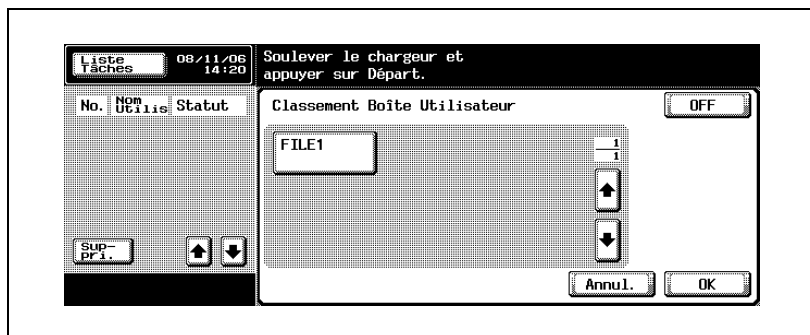 Liste
Tâches
08/11/06
14:20
Soulever le chargeur et
appuyer sur Départ.
No. Nom Utilis Statut
Classement Boîte Utilisateur
OFF
FILE1
1
1
Sup-
pri.
Annul.
OK